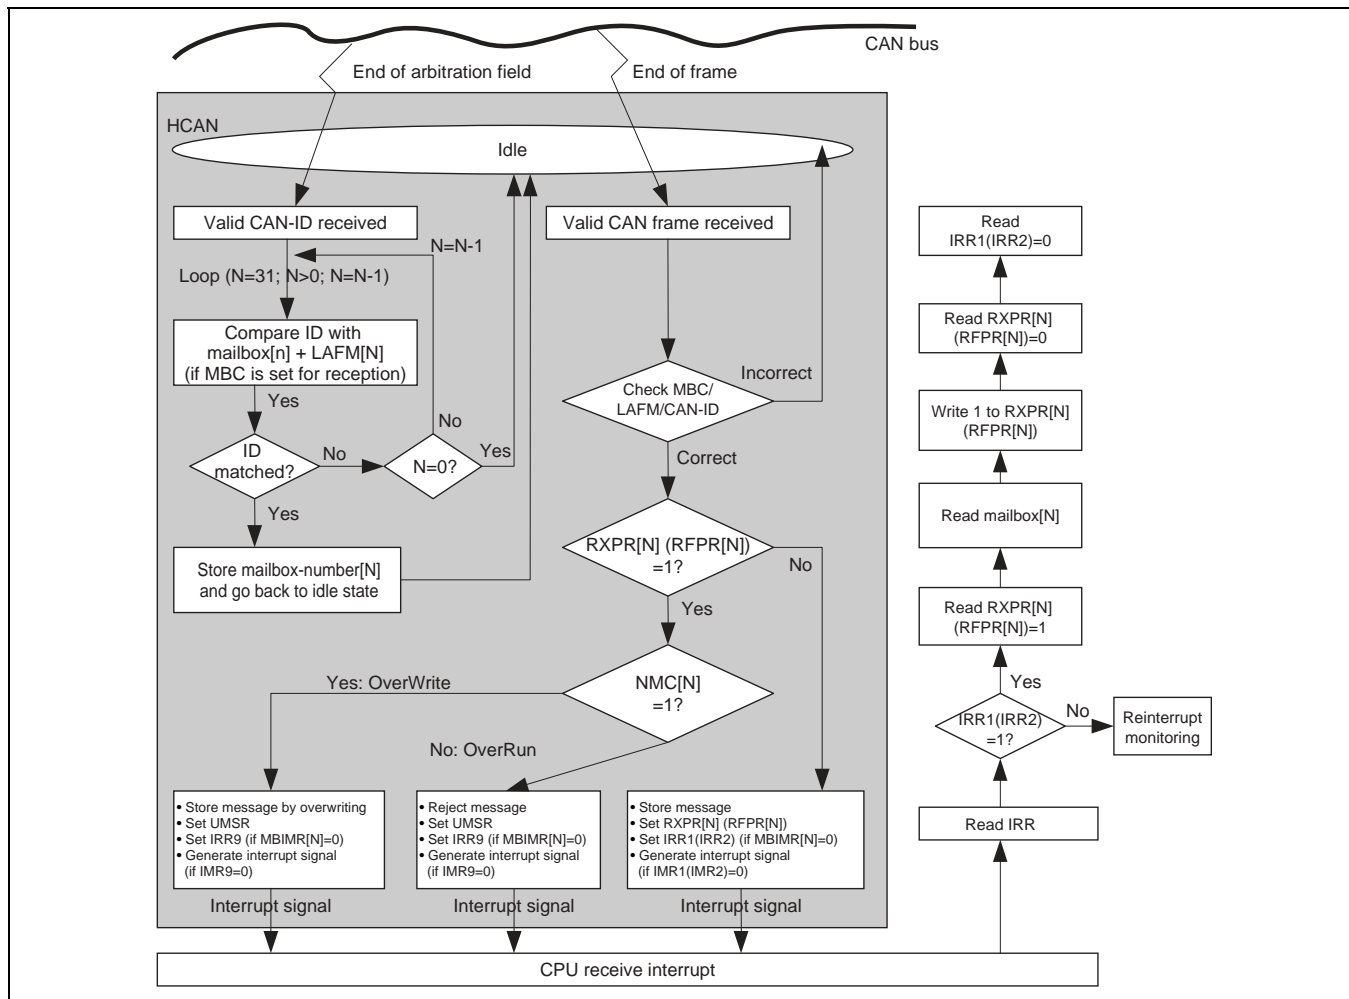 CAN bus
End of arbitration field
End of frame
HCAN
Idle
Valid CAN-ID received
Valid CAN frame received
N=N-1
Loop (N=31; N>0; N=N-1)
Compare ID with
mailbox[n] + LAFM[N]
(if MBC is set for reception)
Yes
ID
matched?
No
N=0?
No
Yes
Yes
Store mailbox-number[N]
and go back to idle state
Check MBC/
LAFM/CAN-ID
Incorrect
Correct
RXPR[N] (RFPR[N])
=1?
No
Yes
NMC[N]
=1?
Yes: OverWrite
No: OverRun
• Store message by overwriting
• Set UMSR
• Set IRR9 (if MBIMR[N]=0)
• Generate interrupt signal
(if IMR9=0)
• Reject message
• Set UMSR
• Set IRR9 (if MBIMR[N]=0)
• Generate interrupt signal
(if IMR9=0)
• Store message
• Set RXPR[N] (RFPR[N])
• Set IRR1(IRR2) (if MBIMR[N]=0)
• Generate interrupt signal
(if IMR1(IMR2)=0)
Interrupt signal
Interrupt signal
Interrupt signal
CPU receive interrupt
Read
IRR1(IRR2)=0
Read RXPR[N]
(RFPR[N])=0
Write 1 to RXPR[N]
(RFPR[N])
Read mailbox[N]
Read RXPR[N]
(RFPR[N])=1
Yes
IRR1(IRR2)
=1?
No
Reinterrupt
monitoring
Read IRR